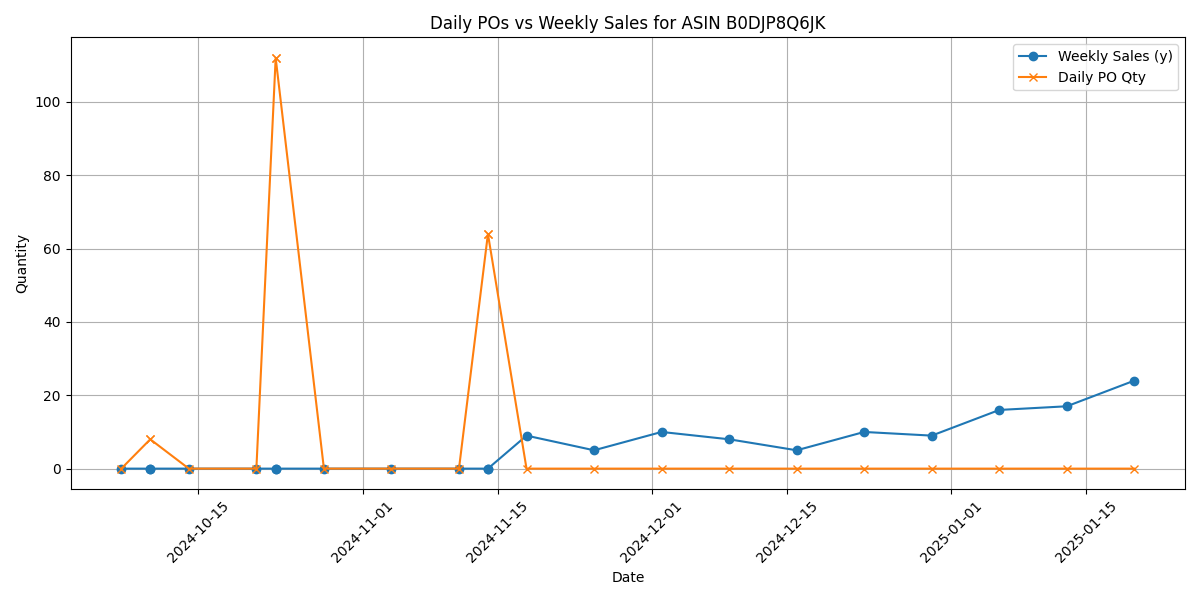 Daily POs vs Weekly Sales for ASIN B0DJP8Q6JK
Weekly Sales (y)
Daily PO Qty
Quantity
100
80
60
40
20
0
2024-10-15
2024-11-01
2024-11-15
2024-12-01
2024-12-15
2025-01-01
2025-01-15
Date